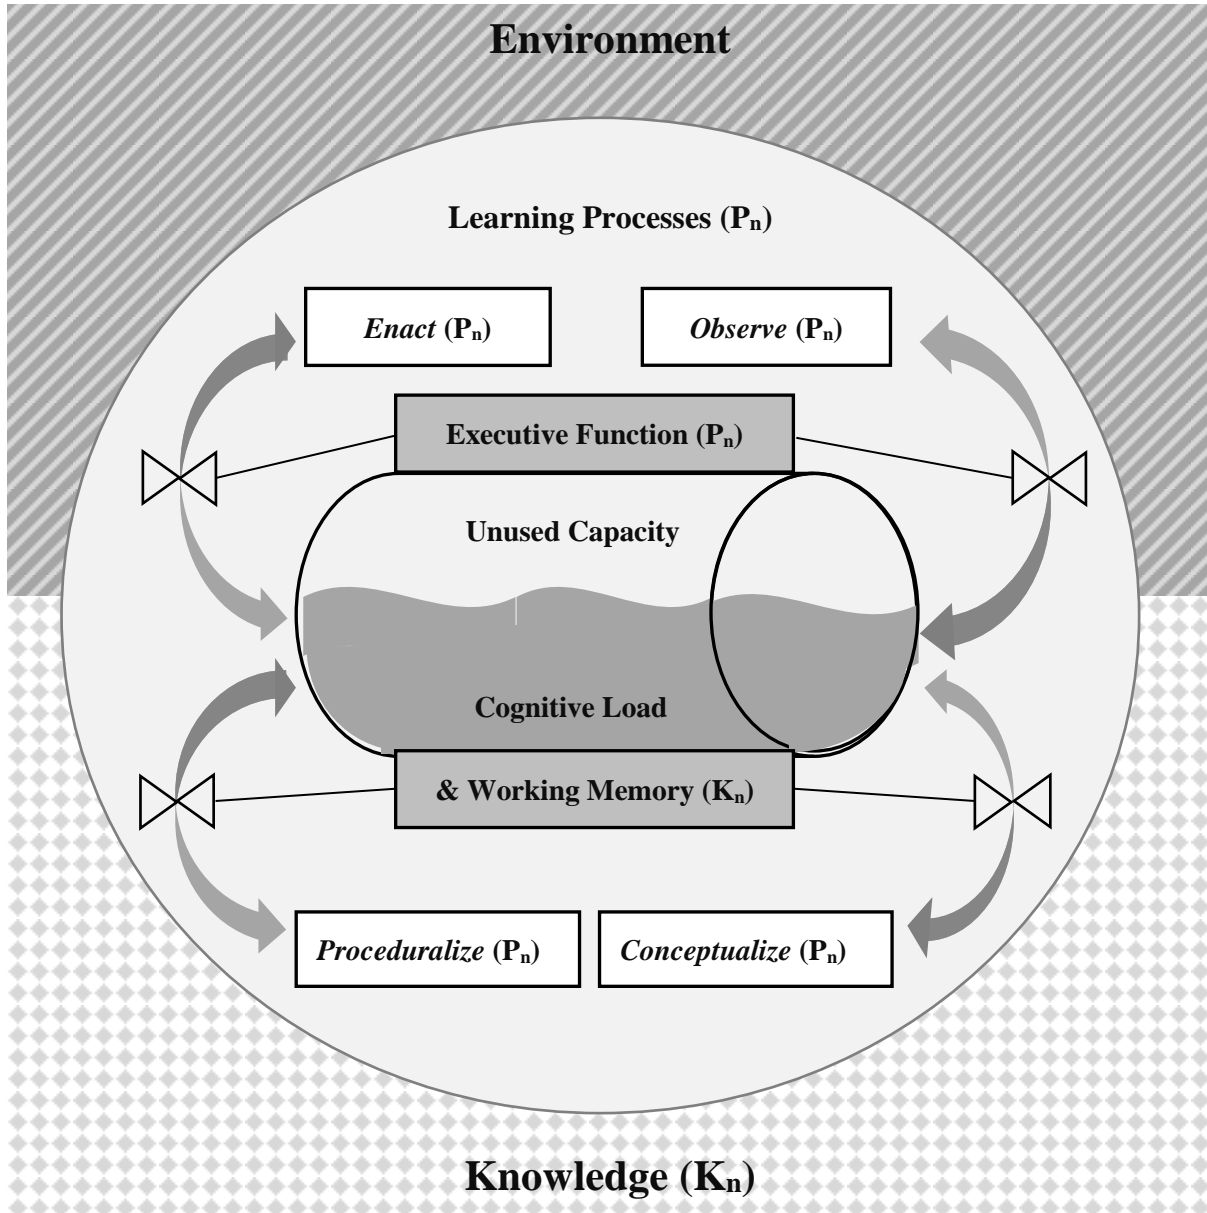 Environment
Learning Processes (Pn)
Enact (Pn)
Observe (Pn)
Executive Function (Pn)
Unused Capacity
Cognitive Load
& Working Memory (Kn)
Proceduralize (Pn)
Conceptualize (Pn)
Knowledge (Kn)